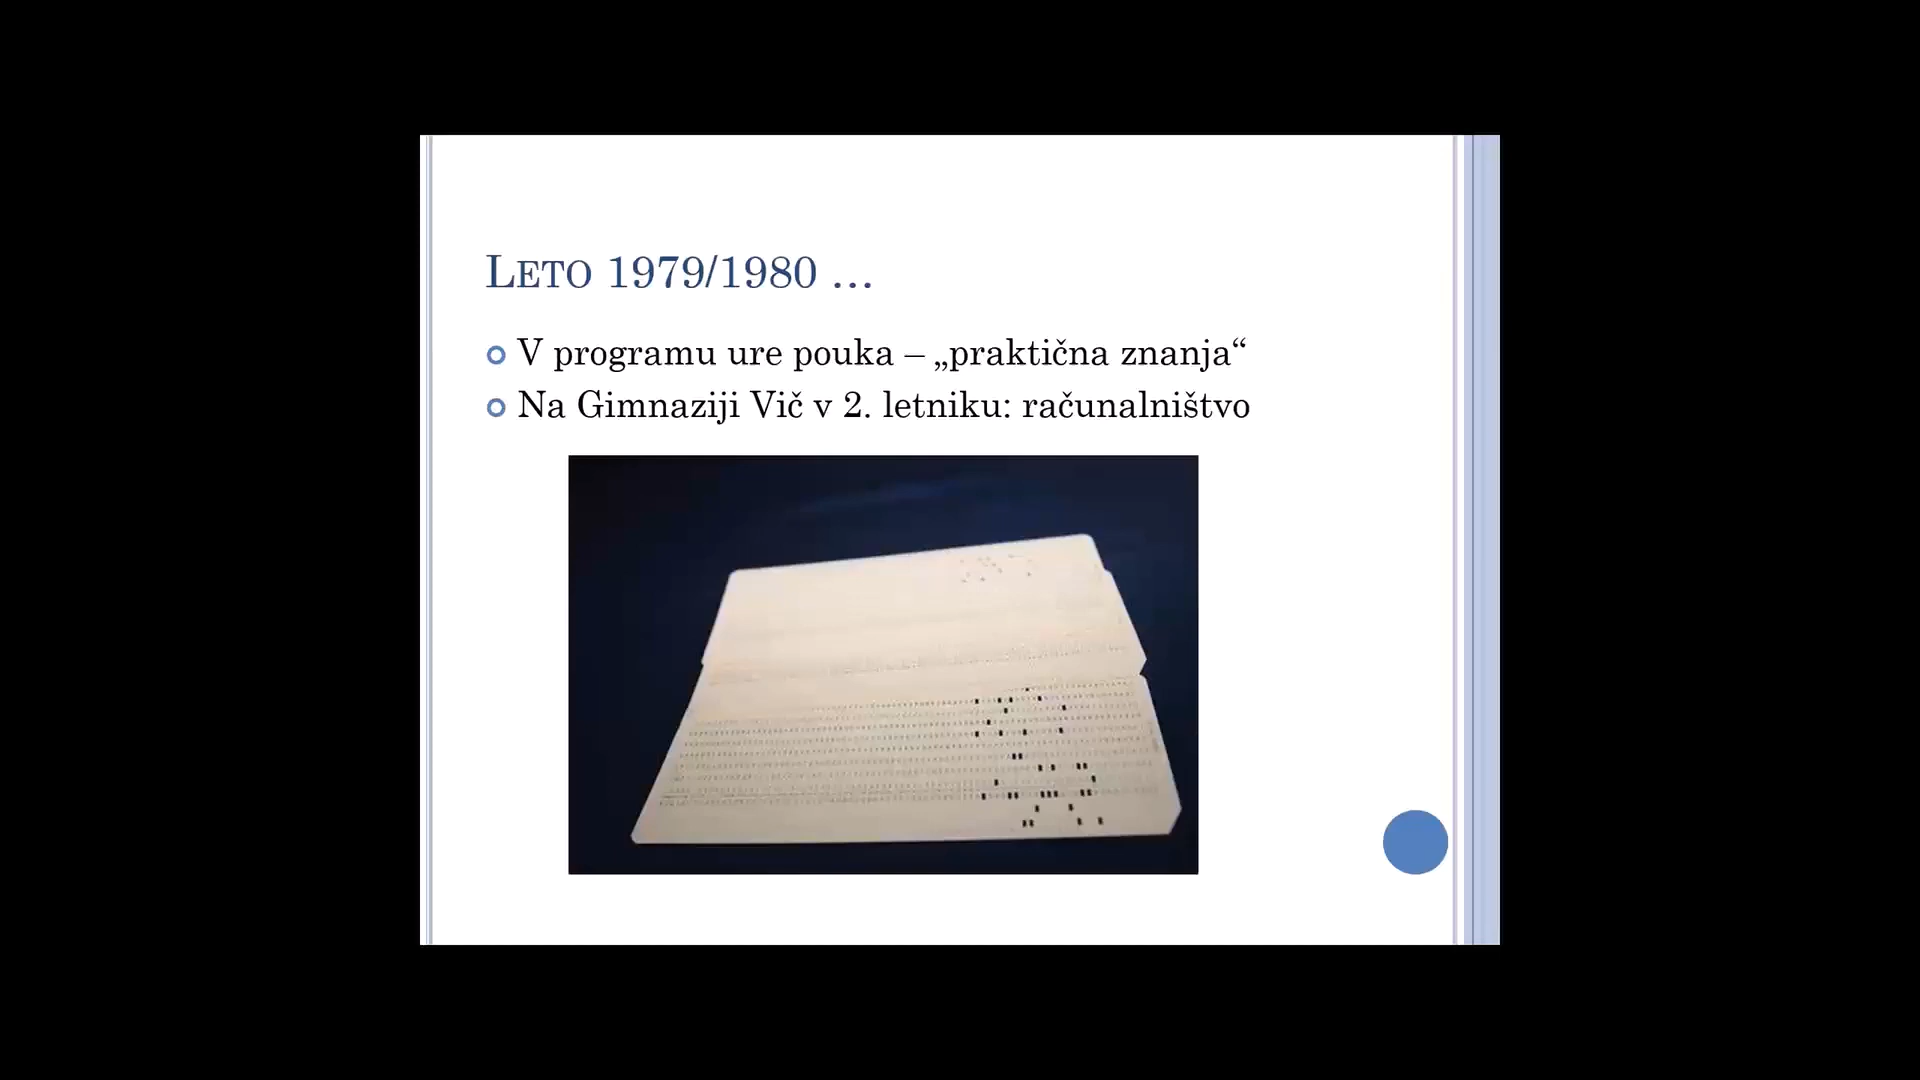 Leto 1979/1980 …
V programu ure pouka – „praktična znanja“
Na Gimnaziji Vič v 2. letniku: računalništvo